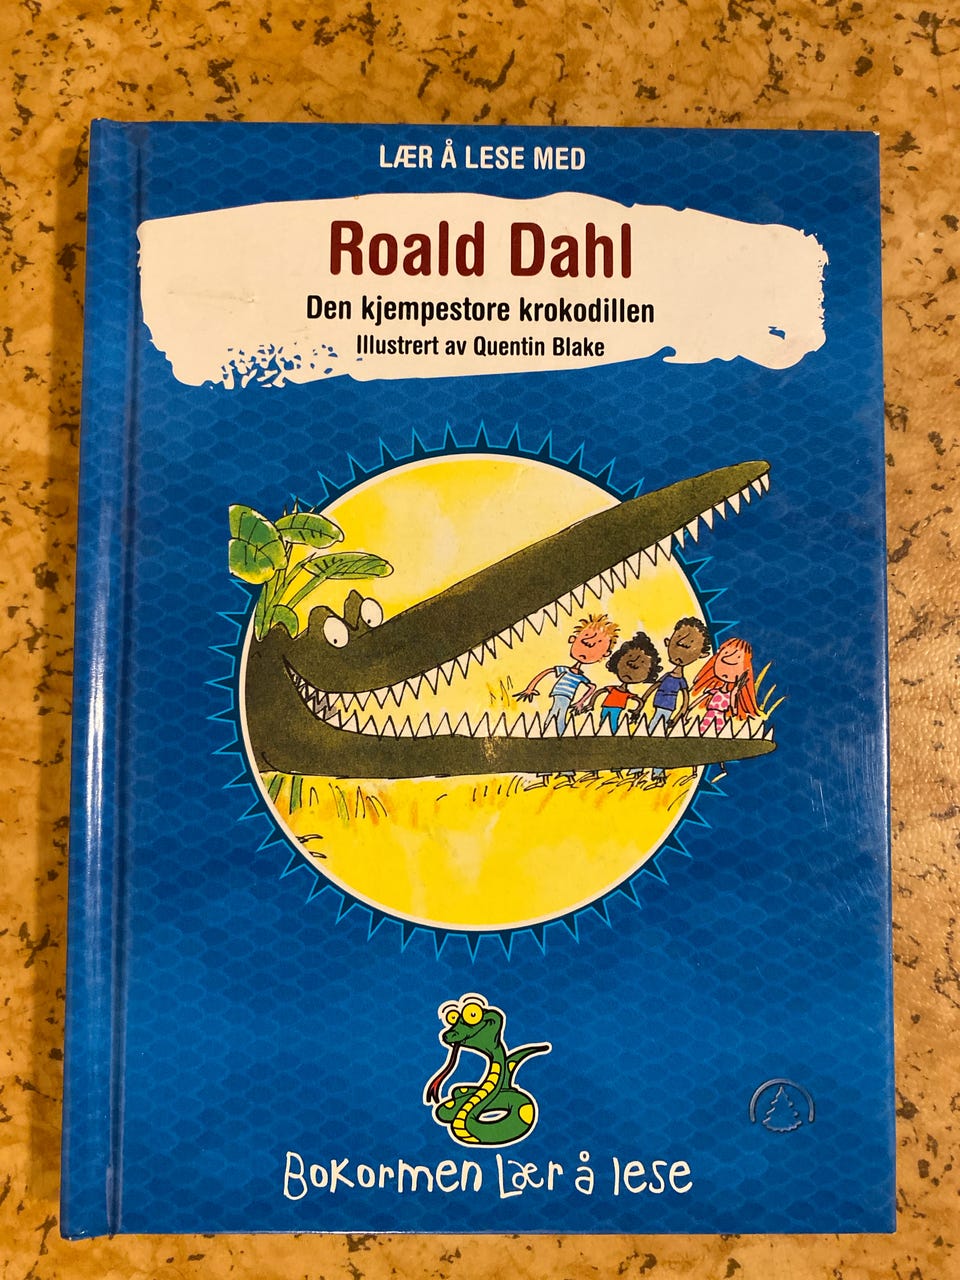 LÆR Å LESE MED
Roald Dahl
Den kjempestore krokodillen
Illustrert av Quentin Blake
Bokormen Lær å lese